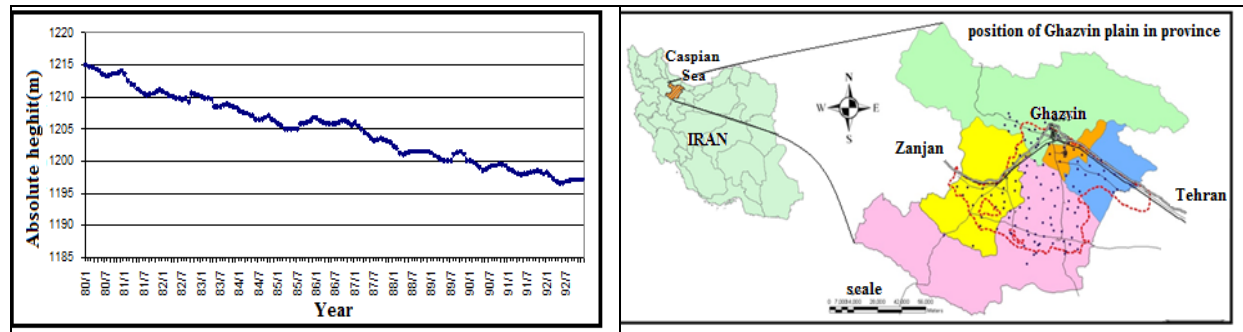 1220
1215
1210
1205
1200
1195
1190
1185
Absolute heghit(m)
80/1
80/7
81/1
81/7
82/1
82/7
83/1
83/7
84/1
84/7
85/1
85/7
86/1
86/7
87/1
87/7
88/1
88/7
89/1
89/7
90/1
90/7
91/1
91/7
92/1
92/7
Year
position of Ghazvin plain in province
Caspian
Sea
N
W
E
S
IRAN
Ghazvin
Zanjan
Tehran
scale